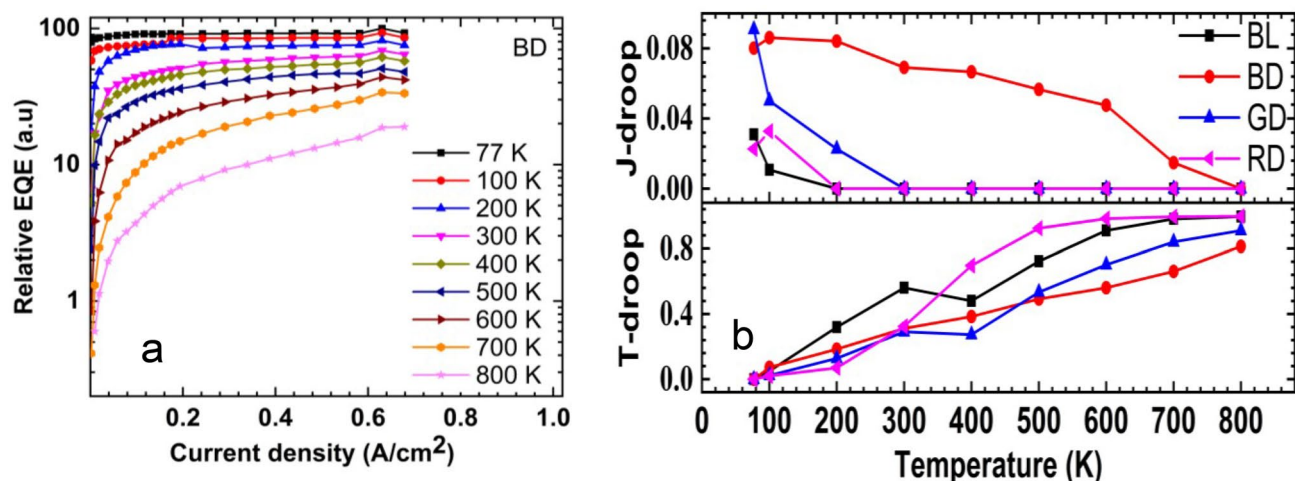 100
10
1
Relative EQE (a.u)
BD
77 K
100 K
200 K
300 K
400 K
500 K
600 K
700 K
800 K
a
0.2 0.4 0.6 0.8 1.0
Current density (A/cm²)
0.08
0.04
0.00
J-droop
BL
BD
GD
RD
0.8
0.4
0.0
T-droop
b
0 100 200 300 400 500 600 700 800
Temperature (K)